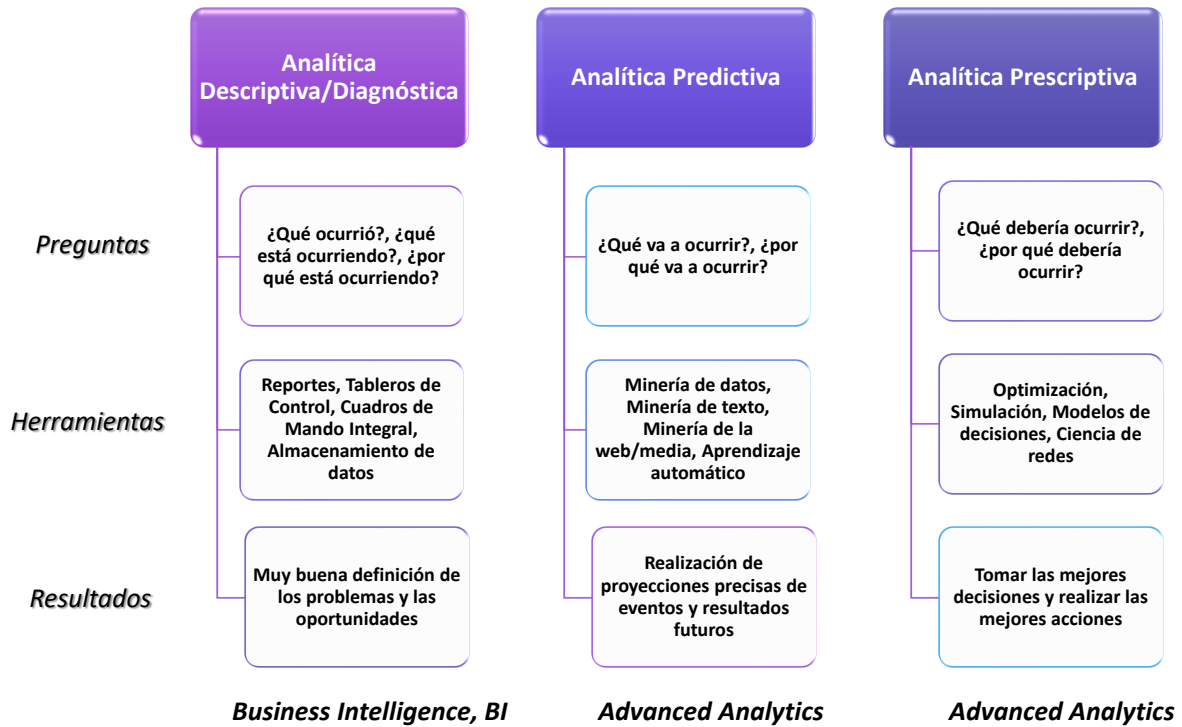 Analítica
Descriptiva/Diagnóstica
Analítica Predictiva
Analítica Prescriptiva
Preguntas
¿Qué ocurrió?, ¿qué
está ocurriendo?, ¿por
qué está ocurriendo?
¿Qué va a ocurrir?, ¿por
qué va a ocurrir?
¿Qué debería ocurrir?,
¿por qué debería
ocurrir?
Herramientas
Reportes, Tableros de
Control, Cuadros de
Mando Integral,
Almacenamiento de
datos
Minería de datos,
Minería de texto,
Minería de la
web/media, Aprendizaje
automático
Optimización,
Simulación, Modelos de
decisiones, Ciencia de
redes
Resultados
Muy buena definición de
los problemas y las
oportunidades
Realización de
proyecciones precisas de
eventos y resultados
futuros
Tomar las mejores
decisiones y realizar las
mejores acciones
Business Intelligence, BI
Advanced Analytics
Advanced Analytics